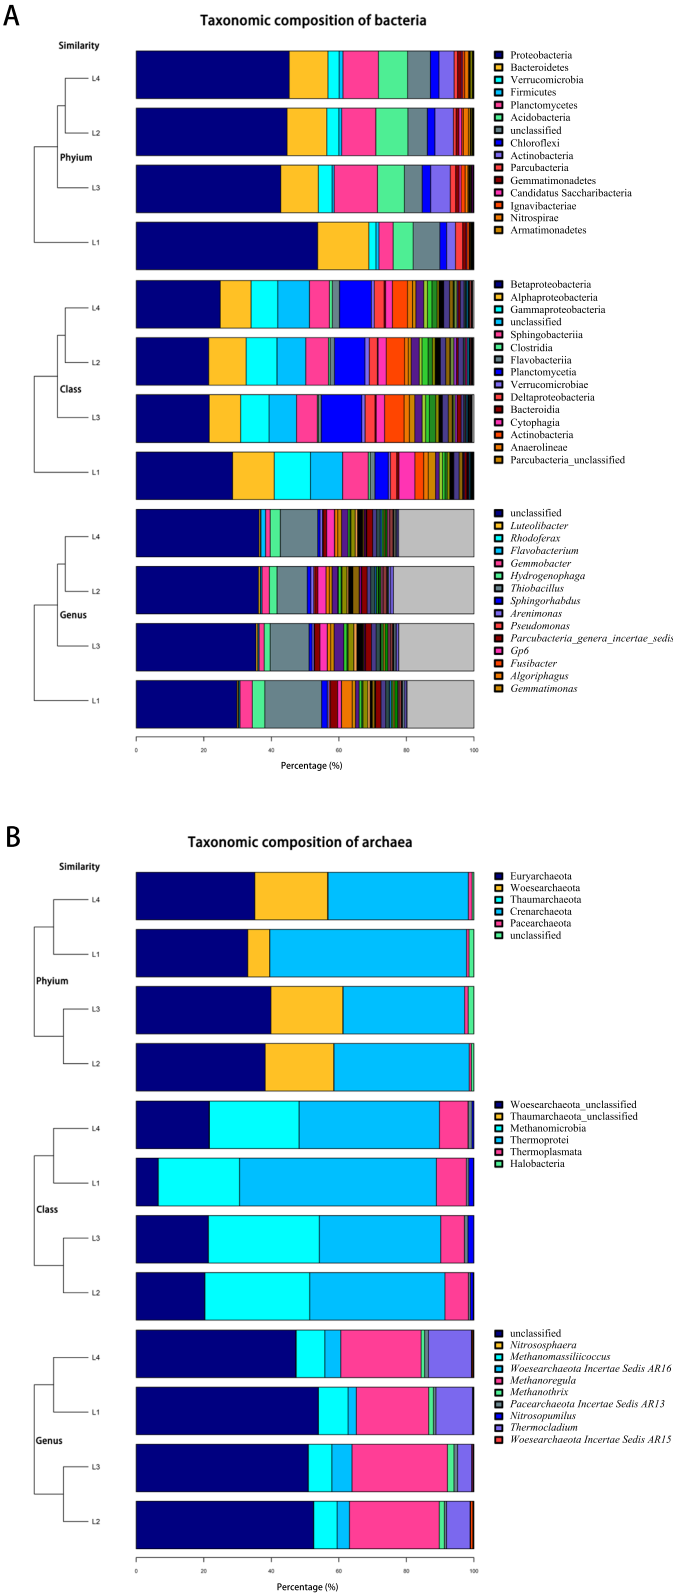 A
Taxonomic composition of bacteria
Similarity
L4
L2
Phyium
L3
L1
Proteobacteria
Bacteroidetes
Verrucomicrobia
Firmicutes
Planctomycetes
Acidobacteria
unclassified
Chloroflexi
Actinobacteria
Parcubacteria
Gemmatimonadetes
Candidatus Saccharibacteria
Ignavibacteriae
Nitrospirae
Armatimonadetes
L4
L2
Class
L3
L1
Betaproteobacteria
Alphaproteobacteria
Gammaproteobacteria
unclassified
Sphingobacteriia
Clostridia
Flavobacteriia
Planctomycetia
Verrucomicrobiae
Deltaproteobacteria
Bacteroidia
Cytophagia
Actinobacteria
Anaerolineae
Parcubacteria_unclassified
L4
L2
Genus
L3
L1
unclassified
Luteolibacter
Rhodoferax
Flavobacterium
Gemmobacter
Hydrogenophaga
Thiobacillus
Sphingorhabdus
Arenimonas
Pseudomonas
Parcubacteria_genera_incertae_sedis
Gp6
Fusibacter
Algoriphagus
Gemmatimonas
0 20 40 60 80 100
Percentage (%)
B
Taxonomic composition of archaea
Similarity
L4
L1
Phyium
L3
L2
Euryarchaeota
Woesearchaeota
Thaumarchaeota
Crenarchaeota
Pacearchaeota
unclassified
L4
L1
Class
L3
L2
Woesearchaeota_unclassified
Thaumarchaeota_unclassified
Methanomicrobia
Thermoprotei
Thermoplasmata
Halobacteria
L4
L1
Genus
L3
L2
unclassified
Nitrososphaera
Methanomassiliicoccus
Woesearchaeota Incertae Sedis AR16
Methanoregula
Methanothrix
Pacearchaeota Incertae Sedis AR13
Nitrosopumilus
Thermocladium
Woesearchaeota Incertae Sedis AR15
0 20 40 60 80 100
Percentage (%)